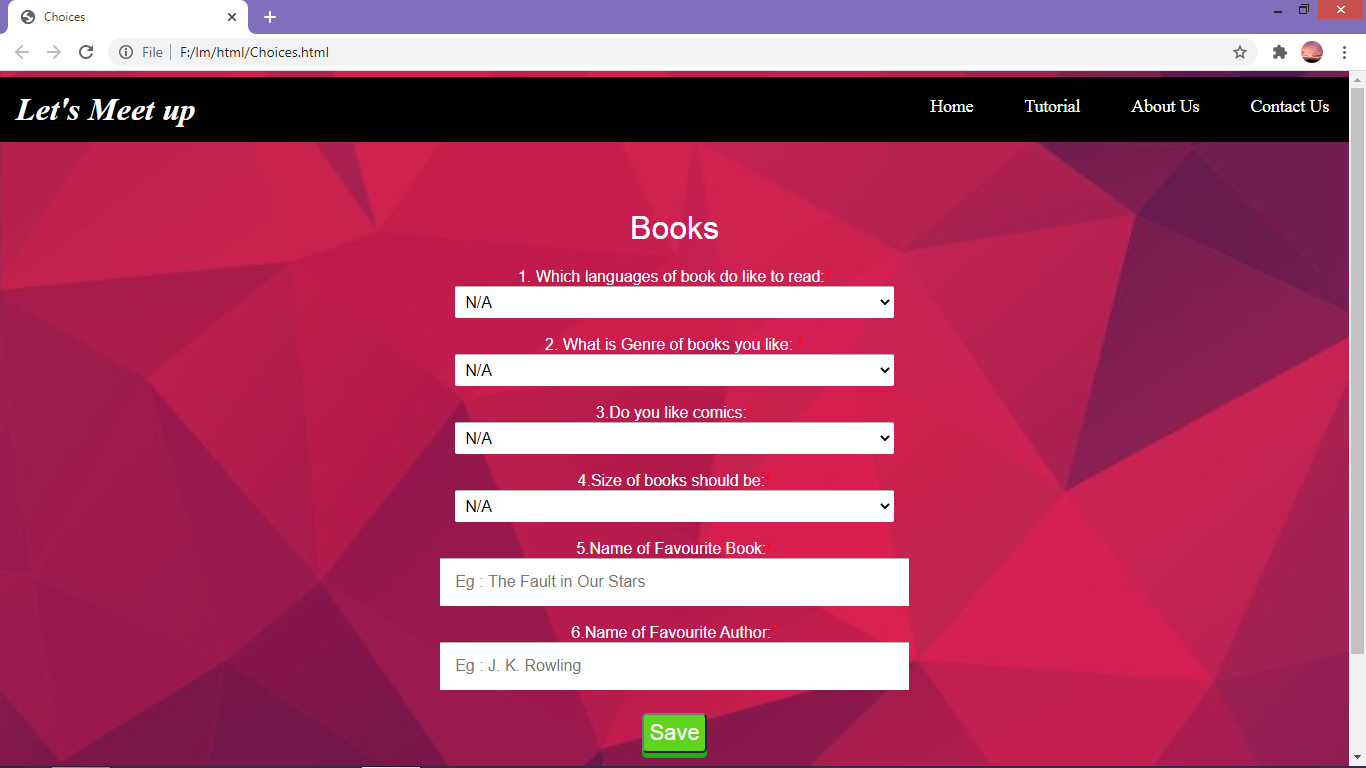 Choices
File F:/lm/html/Choices.html
Let's Meet up
Home Tutorial About Us Contact Us
Books
1. Which languages of book do like to read:*
N/A
2. What is Genre of books you like: *
N/A
3.Do you like comics:*
N/A
4.Size of books should be:*
N/A
5.Name of Favourite Book:*
Eg : The Fault in Our Stars
6.Name of Favourite Author:*
Eg : J. K. Rowling
Save